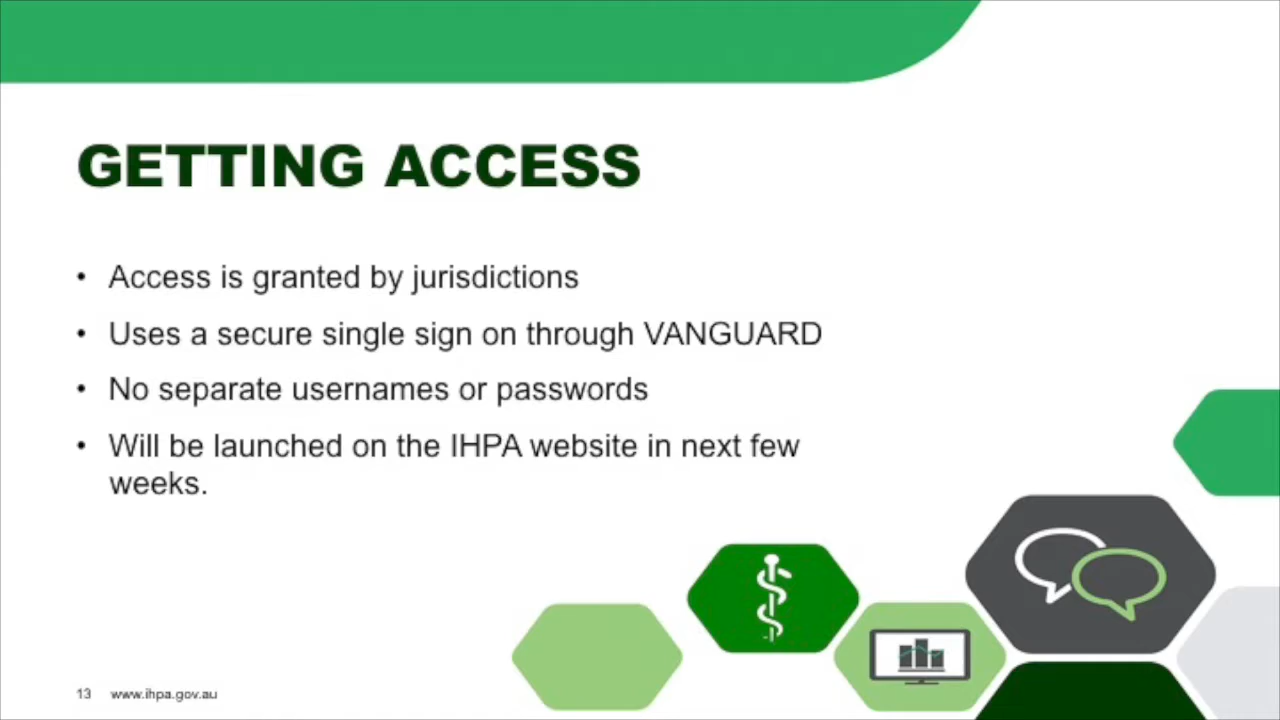 GETTING ACCESS
• Access is granted by jurisdictions
• Uses a secure single sign on through VANGUARD
• No separate usernames or passwords
• Will be launched on the IHPA website in next few
weeks.
13 www.ihpa.gov.au